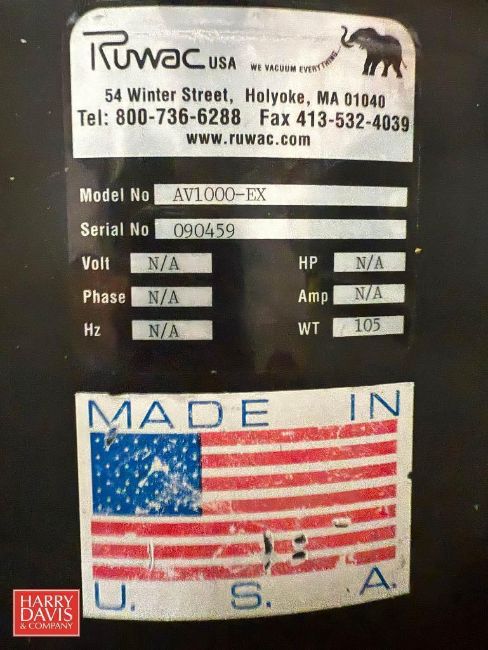 Ruwac USA WE VACUUM EVERYTHING
54 Winter Street, Holyoke, MA 01040
Tel: 800-736-6288 Fax 413-532-4039
www.ruwac.com
Model No AV1000-EX
Serial No 090459
Volt N/A HP N/A
Phase N/A Amp N/A
Hz N/A WT 105
MADE IN
U. S. A.
HARRY
DAVIS
& COMPANY